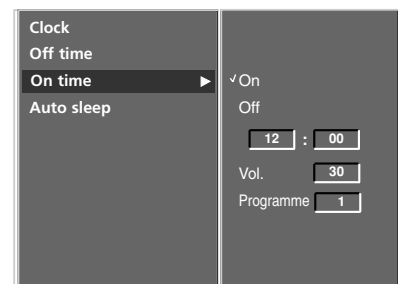 Clock
Off time
On time ▶
Auto sleep
✓On
Off
12 : 00
Vol. 30
Programme 1